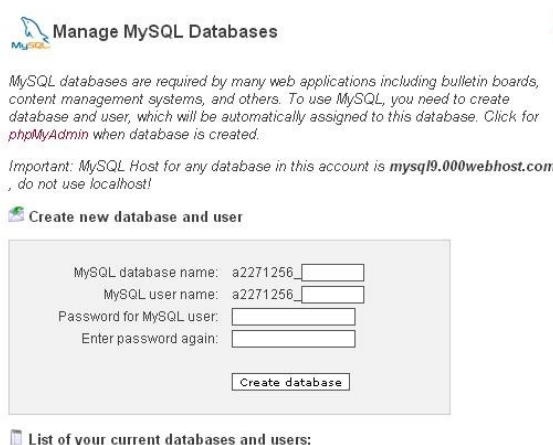 MySQL
Manage MySQL Databases
MySQL databases are required by many web applications including bulletin boards,
content management systems, and others. To use MySQL, you need to create
database and user, which will be automatically assigned to this database. Click for
phpMyAdmin when database is created.
Important: MySQL Host for any database in this account is mysql9.000webhost.com
, do not use localhost!
Create new database and user
MySQL database name: a2271256_
MySQL user name: a2271256_
Password for MySQL user:
Enter password again:
Create database
List of your current databases and users: